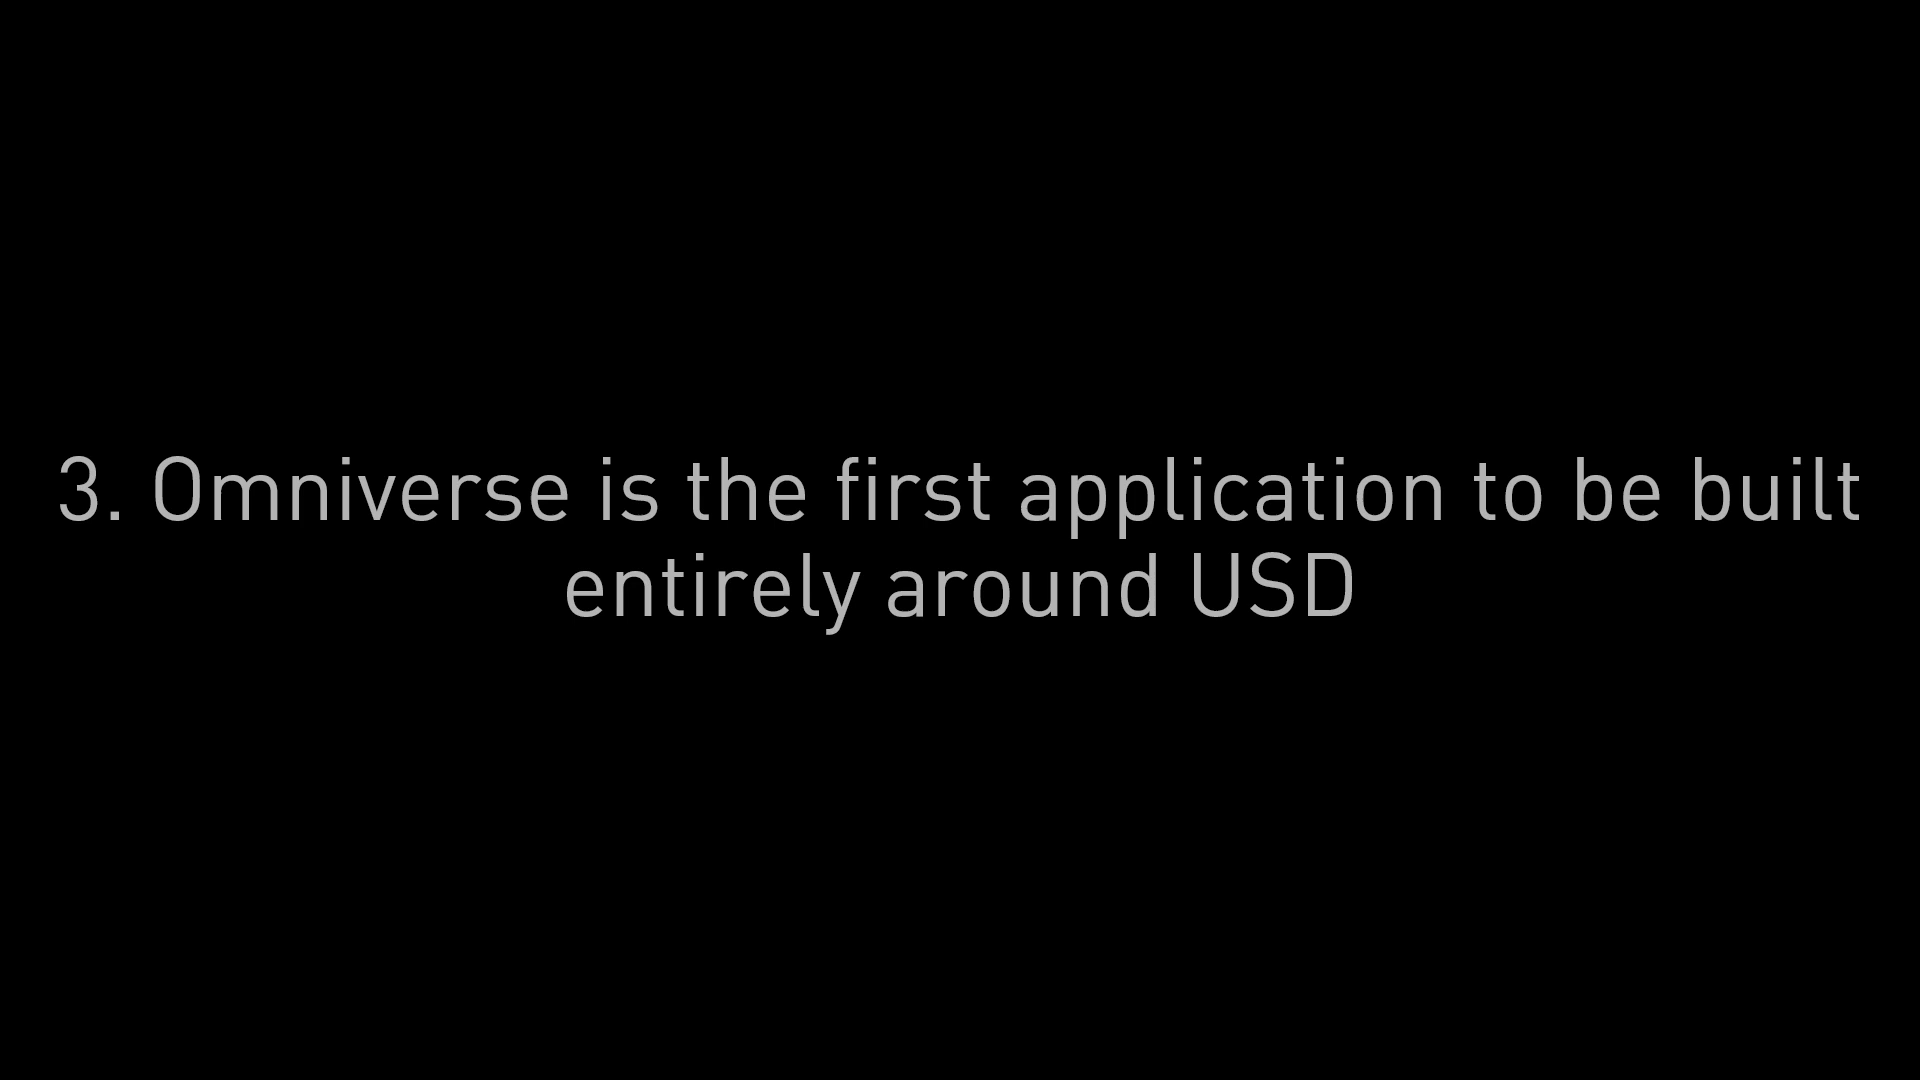 3. Omniverse is the first application to be built
entirely around USD